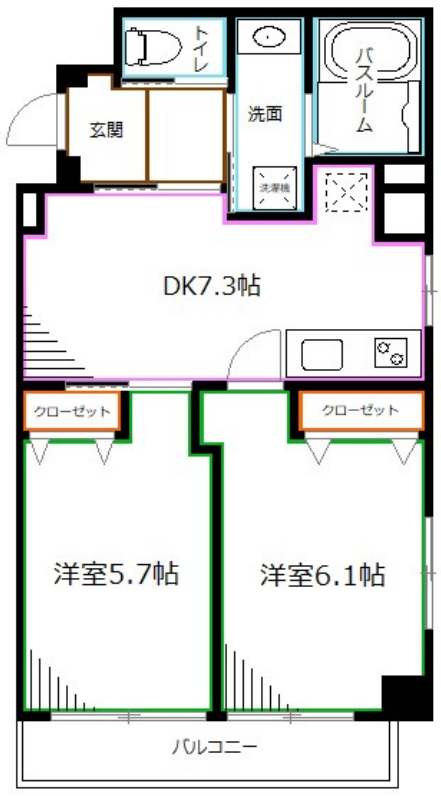 トイレ
バスルーム
洗面
玄関
洗濯機
DK7.3帖
クローゼット
クローゼット
洋室5.7帖
洋室6.1帖
バルコニー